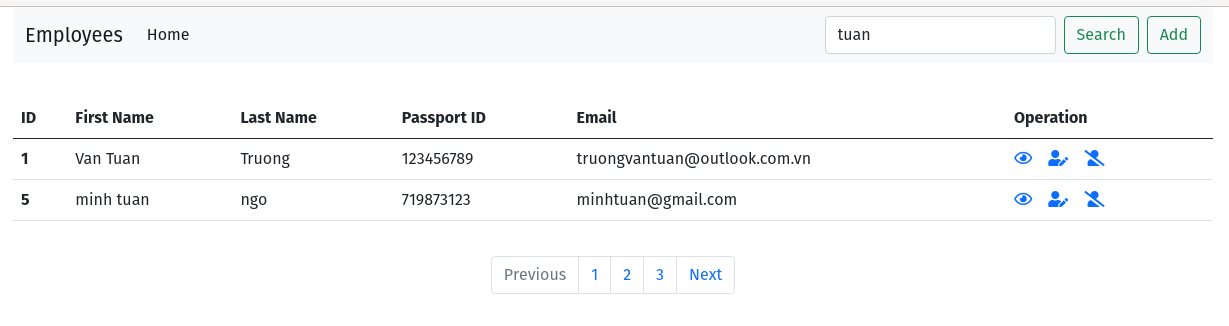 Employees Home tuan Search Add
ID First Name Last Name Passport ID Email Operation
1 Van Tuan Truong 123456789 truongvantuan@outlook.com.vn
5 minh tuan ngo 719873123 minhtuan@gmail.com
Previous 1 2 3 Next